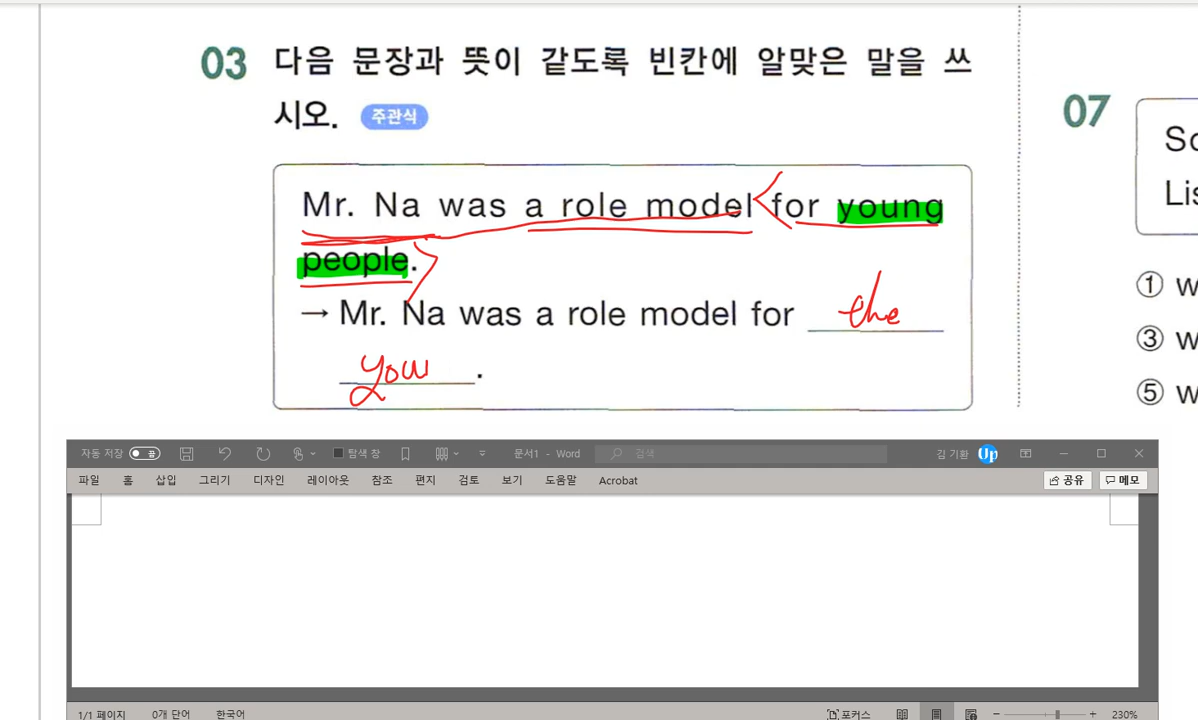 03 다음 문장과 뜻이 같도록 빈칸에 알맞은 말을 쓰
시오. 주관식
07
Mr. Na was a role model for young
people.
→ Mr. Na was a role model for the
you .
①
③
⑤
자동 저장 끔 탐색 창 문서1 - Word 검색 김 기환 Up
파일 홈 삽입 그리기 디자인 레이아웃 참조 편지 검토 보기 도움말 Acrobat 공유 메모
1/1 페이지 0개 단어 한국어 포커스 230%